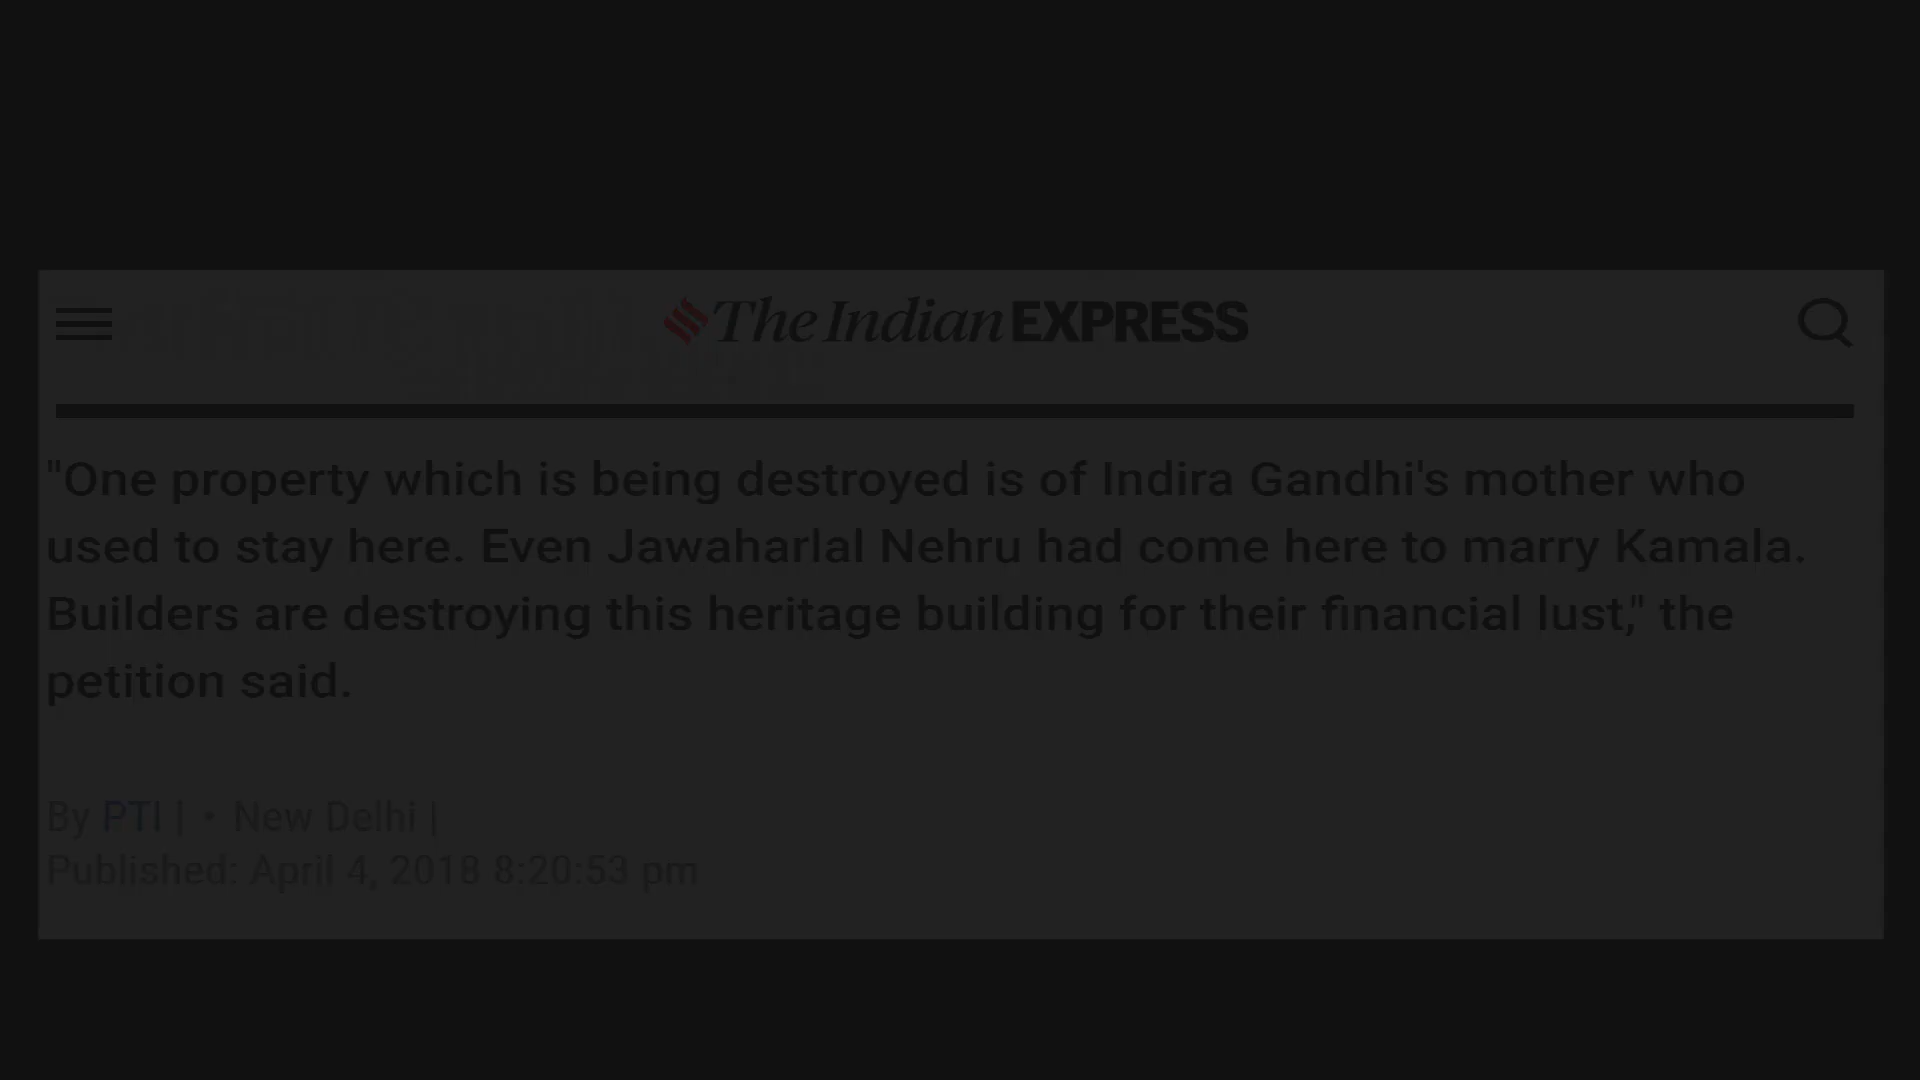 The Indian EXPRESS
"One property which is being destroyed is of Indira Gandhi's mother who
used to stay here. Even Jawaharlal Nehru had come here to marry Kamala.
Builders are destroying this heritage building for their financial lust," the
petition said.
By PTI | • New Delhi |
Published: April 4, 2018 8:20:53 pm